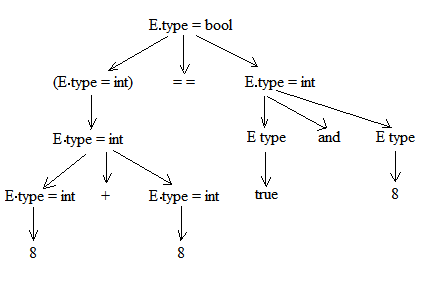 E.type = bool
(E·type = int) = = E.type = int
E·type = int E type and E type
E·type = int + E·type = int true 8
8 8